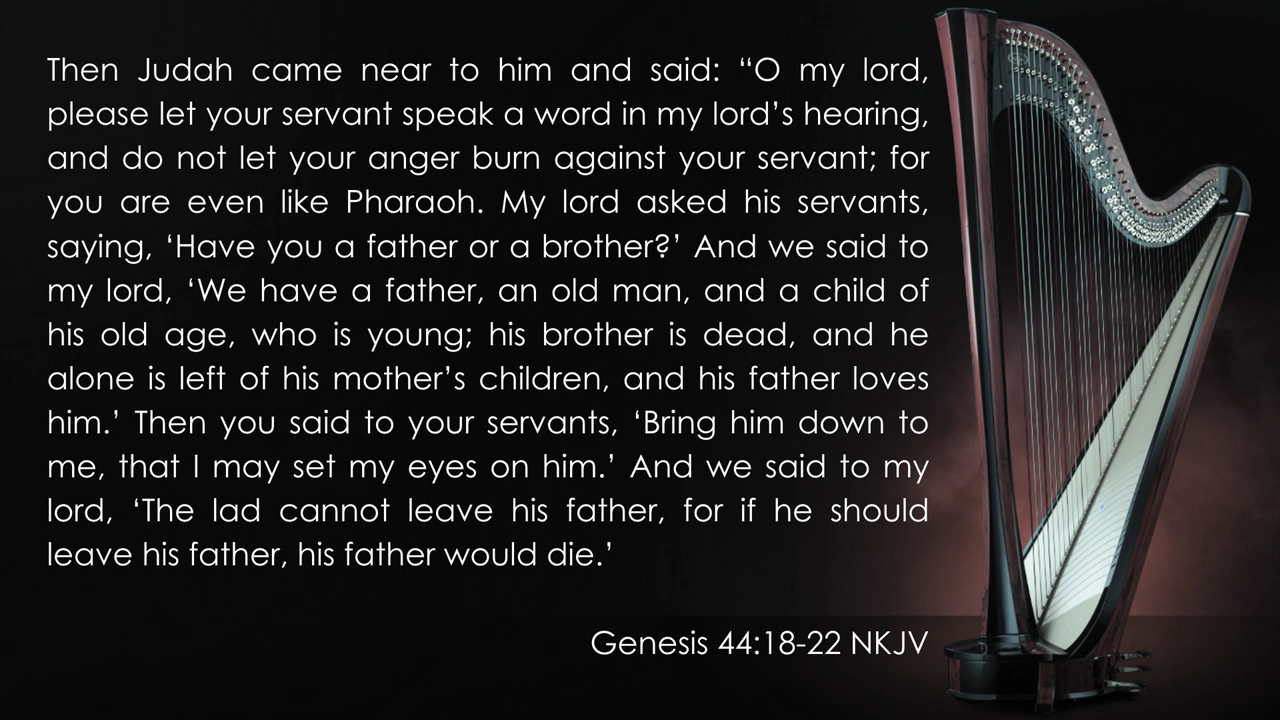 Then Judah came near to him and said: “O my lord,
please let your servant speak a word in my lord’s hearing,
and do not let your anger burn against your servant; for
you are even like Pharaoh. My lord asked his servants,
saying, ‘Have you a father or a brother?’ And we said to
my lord, ‘We have a father, an old man, and a child of
his old age, who is young; his brother is dead, and he
alone is left of his mother’s children, and his father loves
him.’ Then you said to your servants, ‘Bring him down to
me, that I may set my eyes on him.’ And we said to my
lord, ‘The lad cannot leave his father, for if he should
leave his father, his father would die.’
Genesis 44:18-22 NKJV